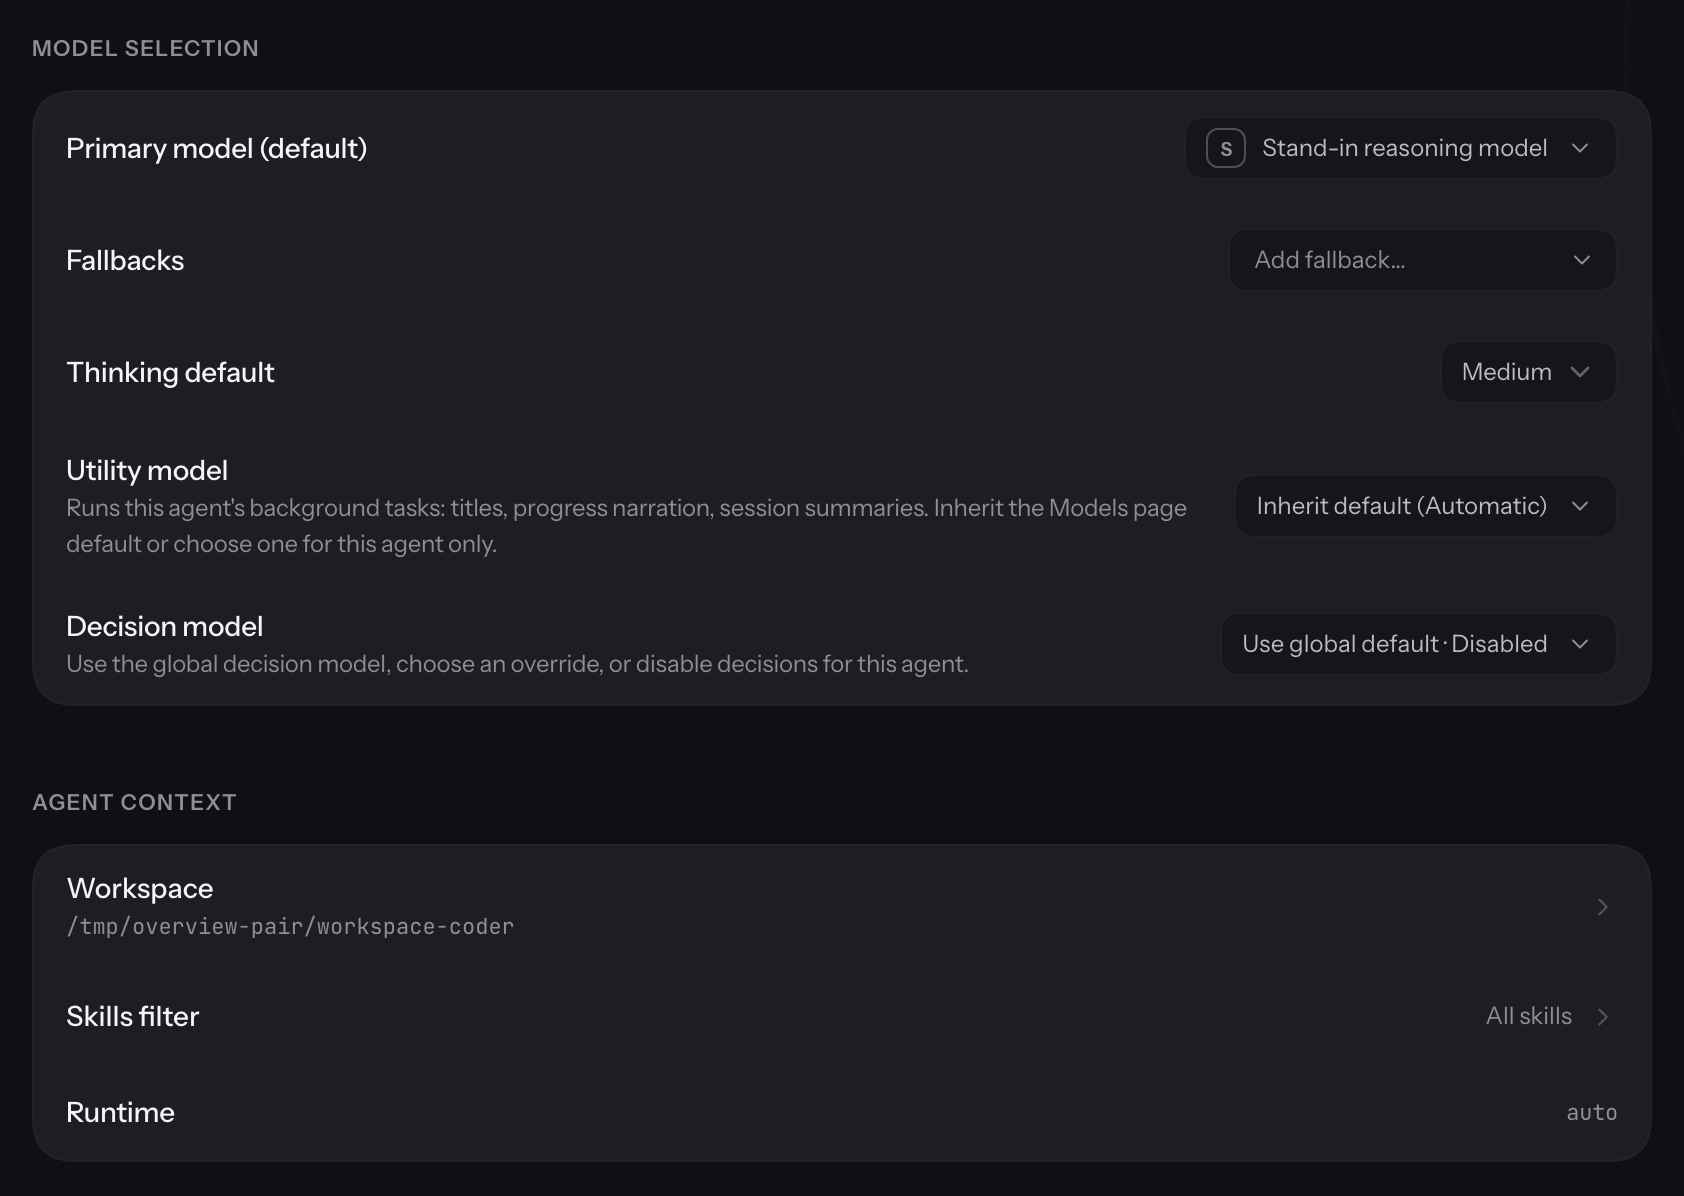 MODEL SELECTION
Primary model (default)
S Stand-in reasoning model
Fallbacks
Add fallback...
Thinking default
Medium
Utility model
Runs this agent's background tasks: titles, progress narration, session summaries. Inherit the Models page
default or choose one for this agent only.
Inherit default (Automatic)
Decision model
Use the global decision model, choose an override, or disable decisions for this agent.
Use global default · Disabled
AGENT CONTEXT
Workspace
/tmp/overview-pair/workspace-coder
Skills filter
All skills
Runtime
auto